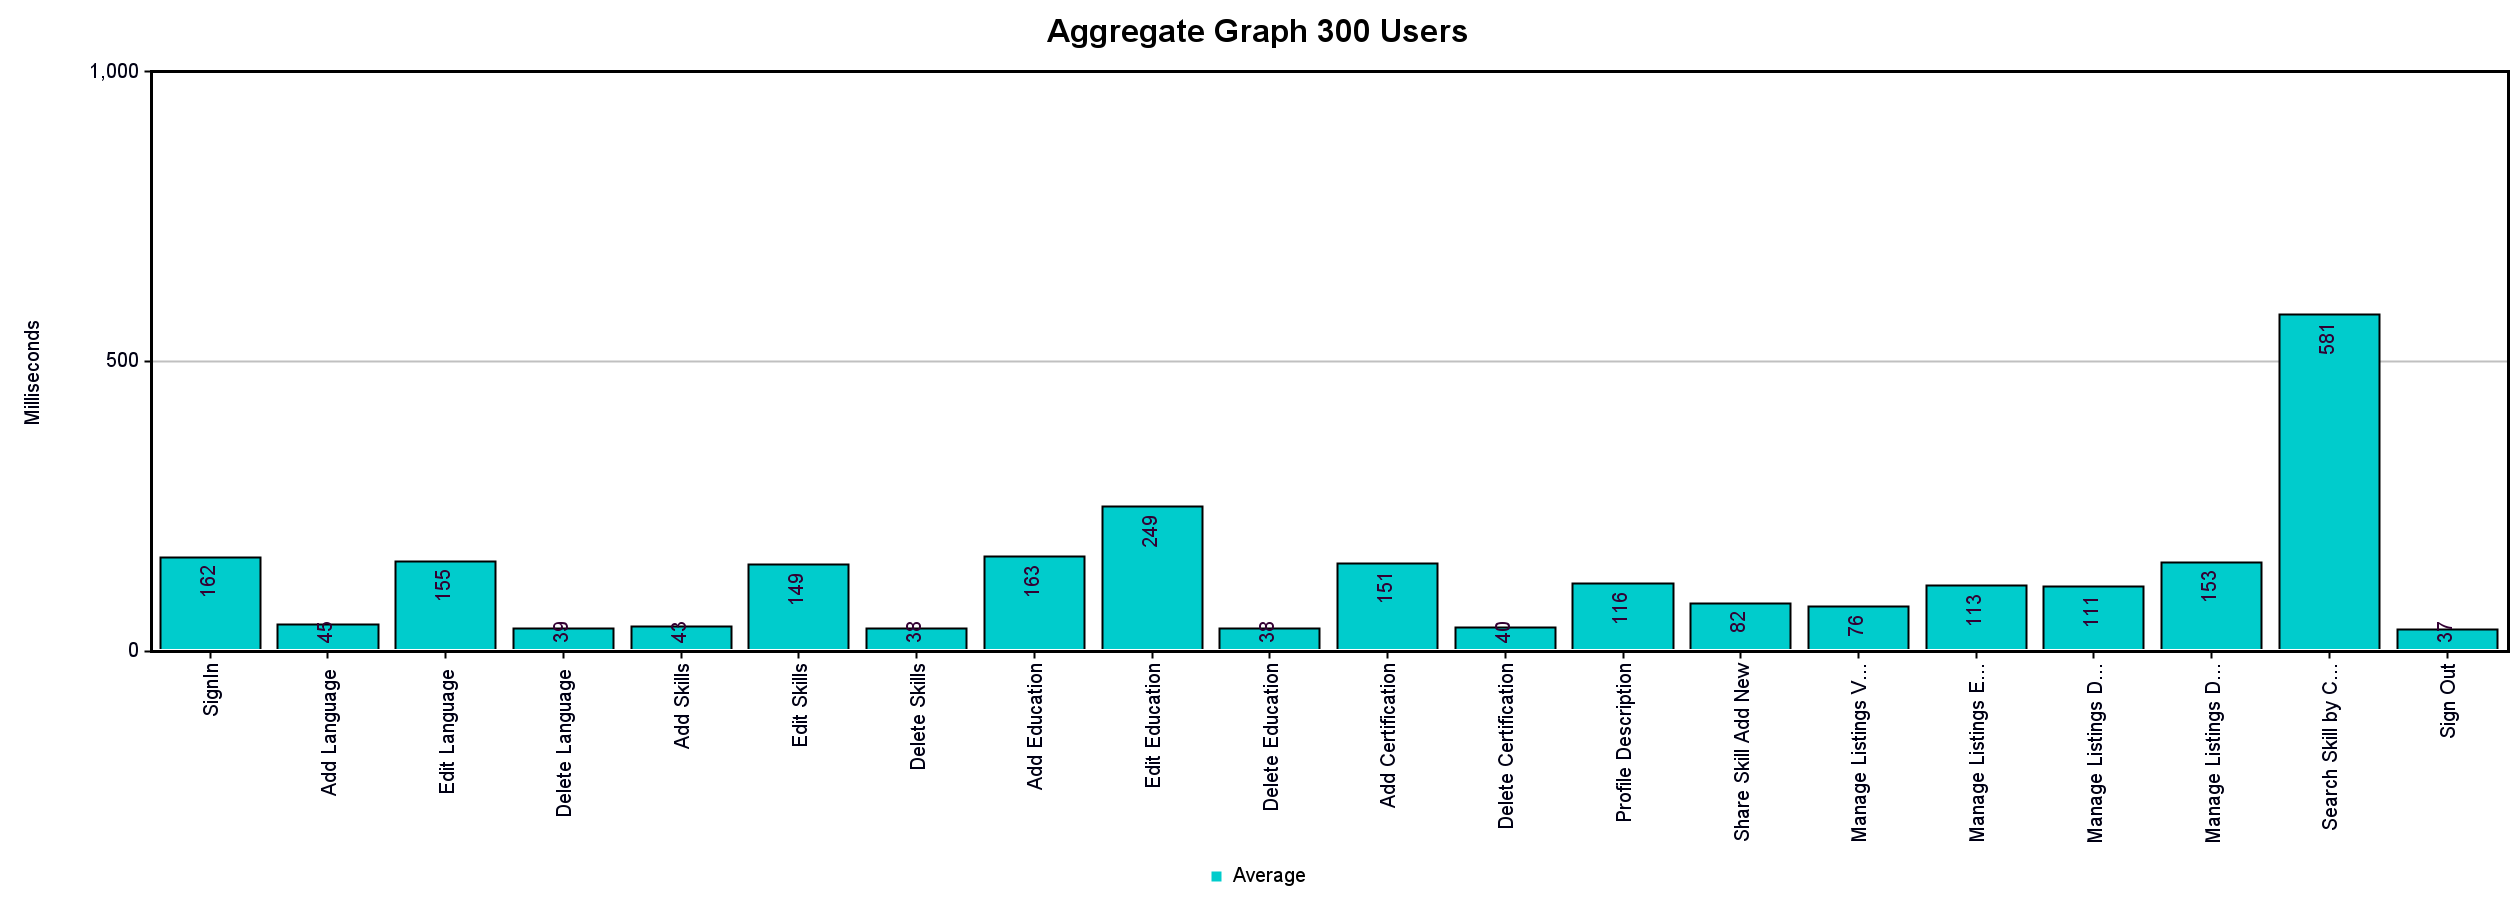 Aggregate Graph 300 Users
1,000
500
0
Milliseconds
162
45
155
39
43
149
38
163
249
38
151
40
116
82
76
113
111
153
581
37
SignIn
Add Language
Edit Language
Delete Language
Add Skills
Edit Skills
Delete Skills
Add Education
Edit Education
Delete Education
Add Certification
Delete Certification
Profile Description
Share Skill Add New
Manage Listings V...
Manage Listings E...
Manage Listings D...
Manage Listings D...
Search Skill by C...
Sign Out
Average